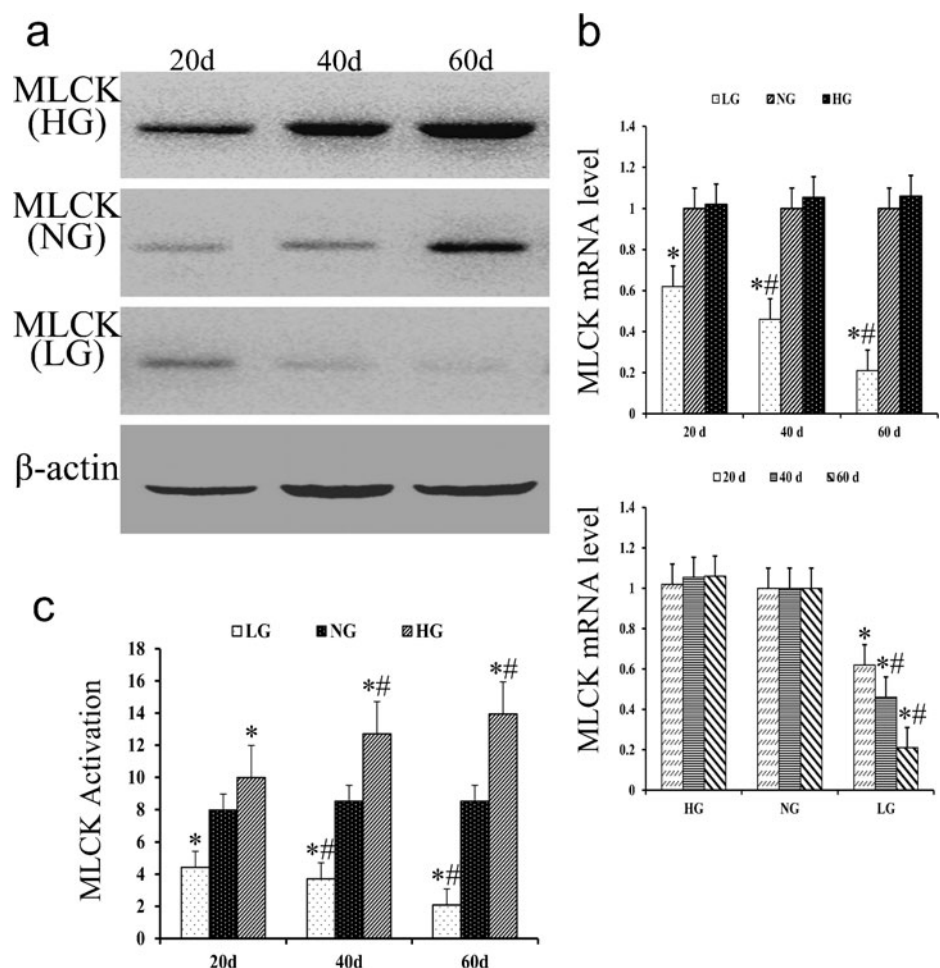 a
20d 40d 60d
MLCK
(HG)
MLCK
(NG)
MLCK
(LG)
β-actin
b
LG NG HG
MLCK mRNA level
1.4
1.2
1
0.8
0.6
0.4
0.2
0
*
*#
*#
20 d 40 d 60 d
20 d 40 d 60 d
MLCK mRNA level
1.4
1.2
1
0.8
0.6
0.4
0.2
0
*
*#
*#
HG NG LG
c
LG NG HG
MLCK Activation
18
16
14
12
10
8
6
4
2
0
*
*
*#
*#
*#
*#
20d 40d 60d